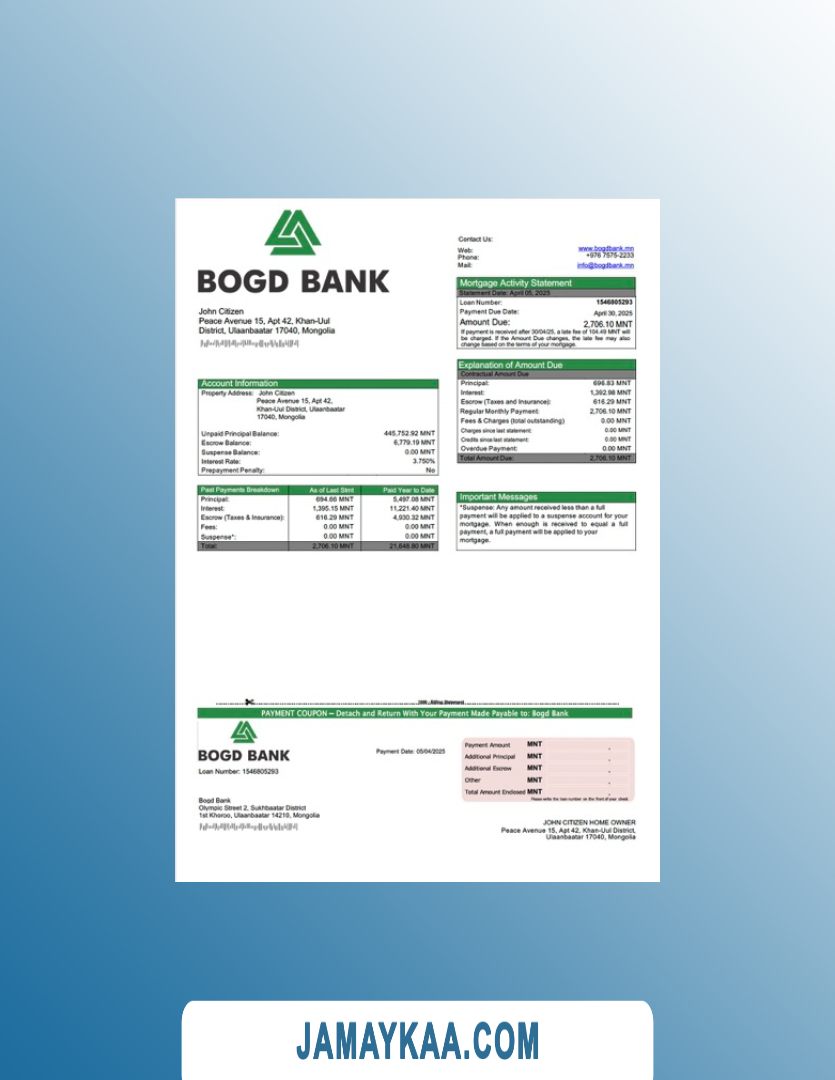 BOGD BANK
John Citizen
Peace Avenue 15, Apt 42, Khan-Uul
District, Ulaanbaatar 17040, Mongolia
Contact Us:
Web: www.bogdbank.mn
Phone: +976 7575-2233
Mail: info@bogdbank.mn
Mortgage Activity Statement
Statement Date: April 05, 2025
Loan Number: 1546805293
Payment Due Date: April 30, 2025
Amount Due: 2,706.10 MNT
If payment is received after 30/04/25, a late fee of 104.49 MNT will
be charged. If the Amount Due changes, the late fee may also
change based on the terms of your mortgage.
Explanation of Amount Due
Contractual Amount Due
Principal: 696.83 MNT
Interest: 1,392.98 MNT
Escrow (Taxes and Insurance): 616.29 MNT
Regular Monthly Payment: 2,706.10 MNT
Fees & Charges (total outstanding) 0.00 MNT
Charges since last statement: 0.00 MNT
Credits since last statement: 0.00 MNT
Overdue Payment: 0.00 MNT
Total Amount Due: 2,706.10 MNT
Account Information
Property Address: John Citizen
Peace Avenue 15, Apt 42,
Khan-Uul District, Ulaanbaatar
17040, Mongolia
Unpaid Principal Balance: 445,752.92 MNT
Escrow Balance: 6,779.19 MNT
Suspense Balance: 0.00 MNT
Interest Rate: 3.750%
Prepayment Penalty: No
Past Payments Breakdown As of Last Stmt Paid Year to Date
Principal: 694.66 MNT 5,497.08 MNT
Interest: 1,395.15 MNT 11,221.40 MNT
Escrow (Taxes & Insurance): 616.29 MNT 4,930.32 MNT
Fees: 0.00 MNT 0.00 MNT
Suspense*: 0.00 MNT 0.00 MNT
Total: 2,706.10 MNT 21,648.80 MNT
Important Messages
*Suspense: Any amount received less than a full
payment will be applied to a suspense account for your
mortgage. When enough is received to equal a full
payment, a full payment will be applied to your
mortgage.
Billing Statement
PAYMENT COUPON – Detach and Return With Your Payment Made Payable to: Bogd Bank
BOGD BANK
Loan Number: 1546805293
Payment Date: 05/04/2025
Payment Amount MNT .
Additional Principal MNT .
Additional Escrow MNT .
Other MNT .
Total Amount Enclosed MNT .
Please write the loan number on the front of your check.
Bogd Bank
Olympic Street 2, Sukhbaatar District
1st Khoroo, Ulaanbaatar 14210, Mongolia
JOHN CITIZEN HOME OWNER
Peace Avenue 15, Apt 42, Khan-Uul District,
Ulaanbaatar 17040, Mongolia
JAMAYKAA.COM